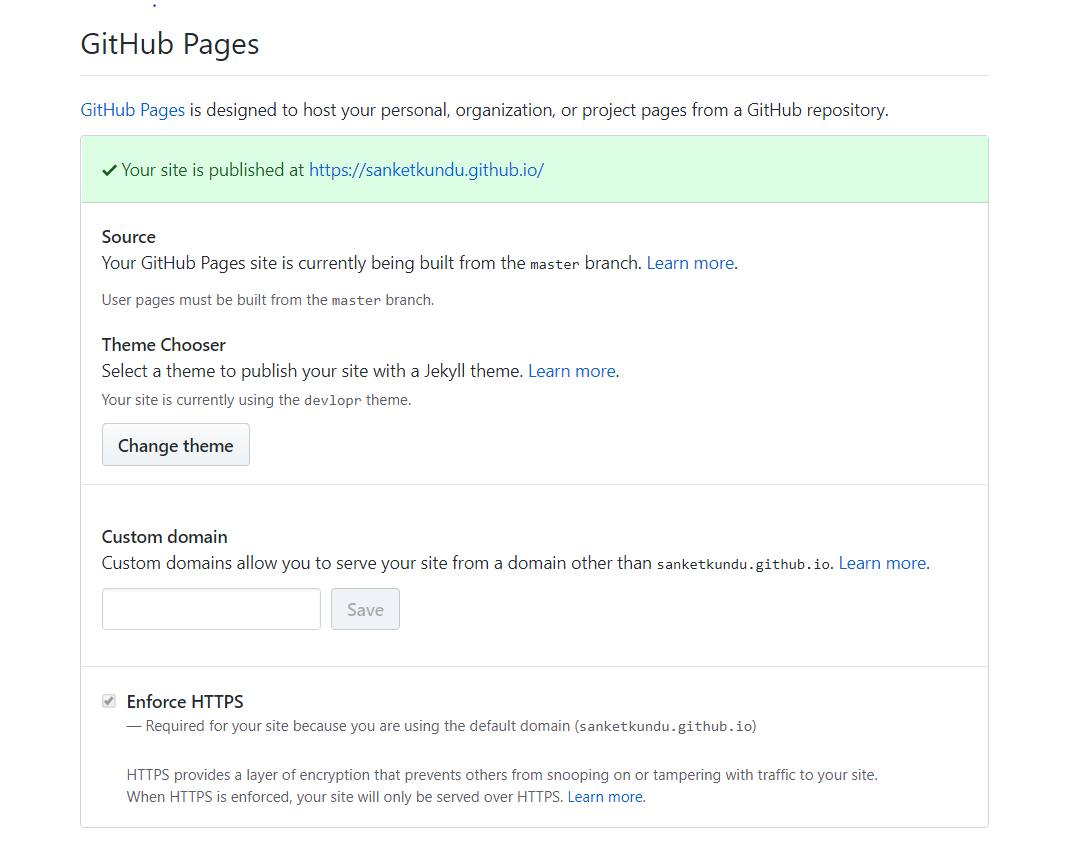 GitHub Pages
GitHub Pages is designed to host your personal, organization, or project pages from a GitHub repository.
Your site is published at https://sanketkundu.github.io/
Source
Your GitHub Pages site is currently being built from the master branch. Learn more.
User pages must be built from the master branch.
Theme Chooser
Select a theme to publish your site with a Jekyll theme. Learn more.
Your site is currently using the devlopr theme.
Change theme
Custom domain
Custom domains allow you to serve your site from a domain other than sanketkundu.github.io. Learn more.
Save
Enforce HTTPS
— Required for your site because you are using the default domain (sanketkundu.github.io)
HTTPS provides a layer of encryption that prevents others from snooping on or tampering with traffic to your site.
When HTTPS is enforced, your site will only be served over HTTPS. Learn more.